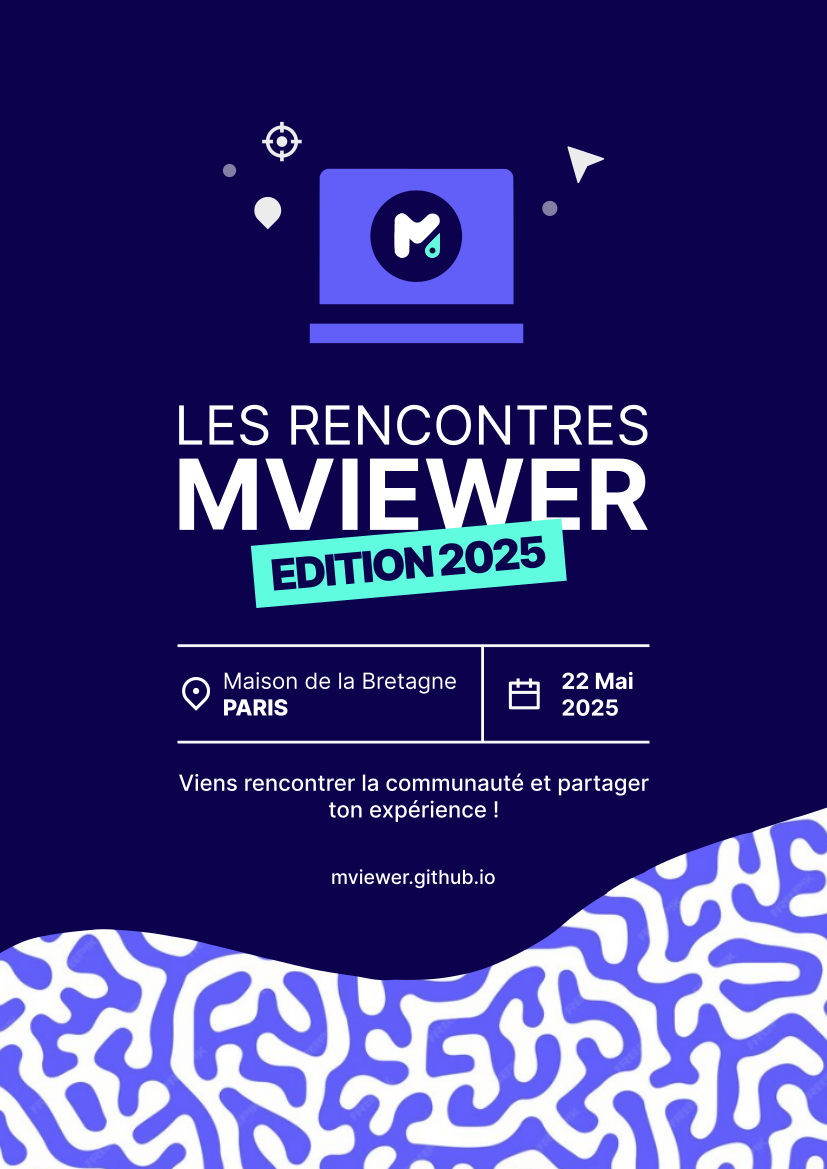 LES RENCONTRES
MVIEWER
EDITION 2025
Maison de la Bretagne
PARIS
22 Mai
2025
Viens rencontrer la communauté et partager
ton expérience !
mviewer.github.io